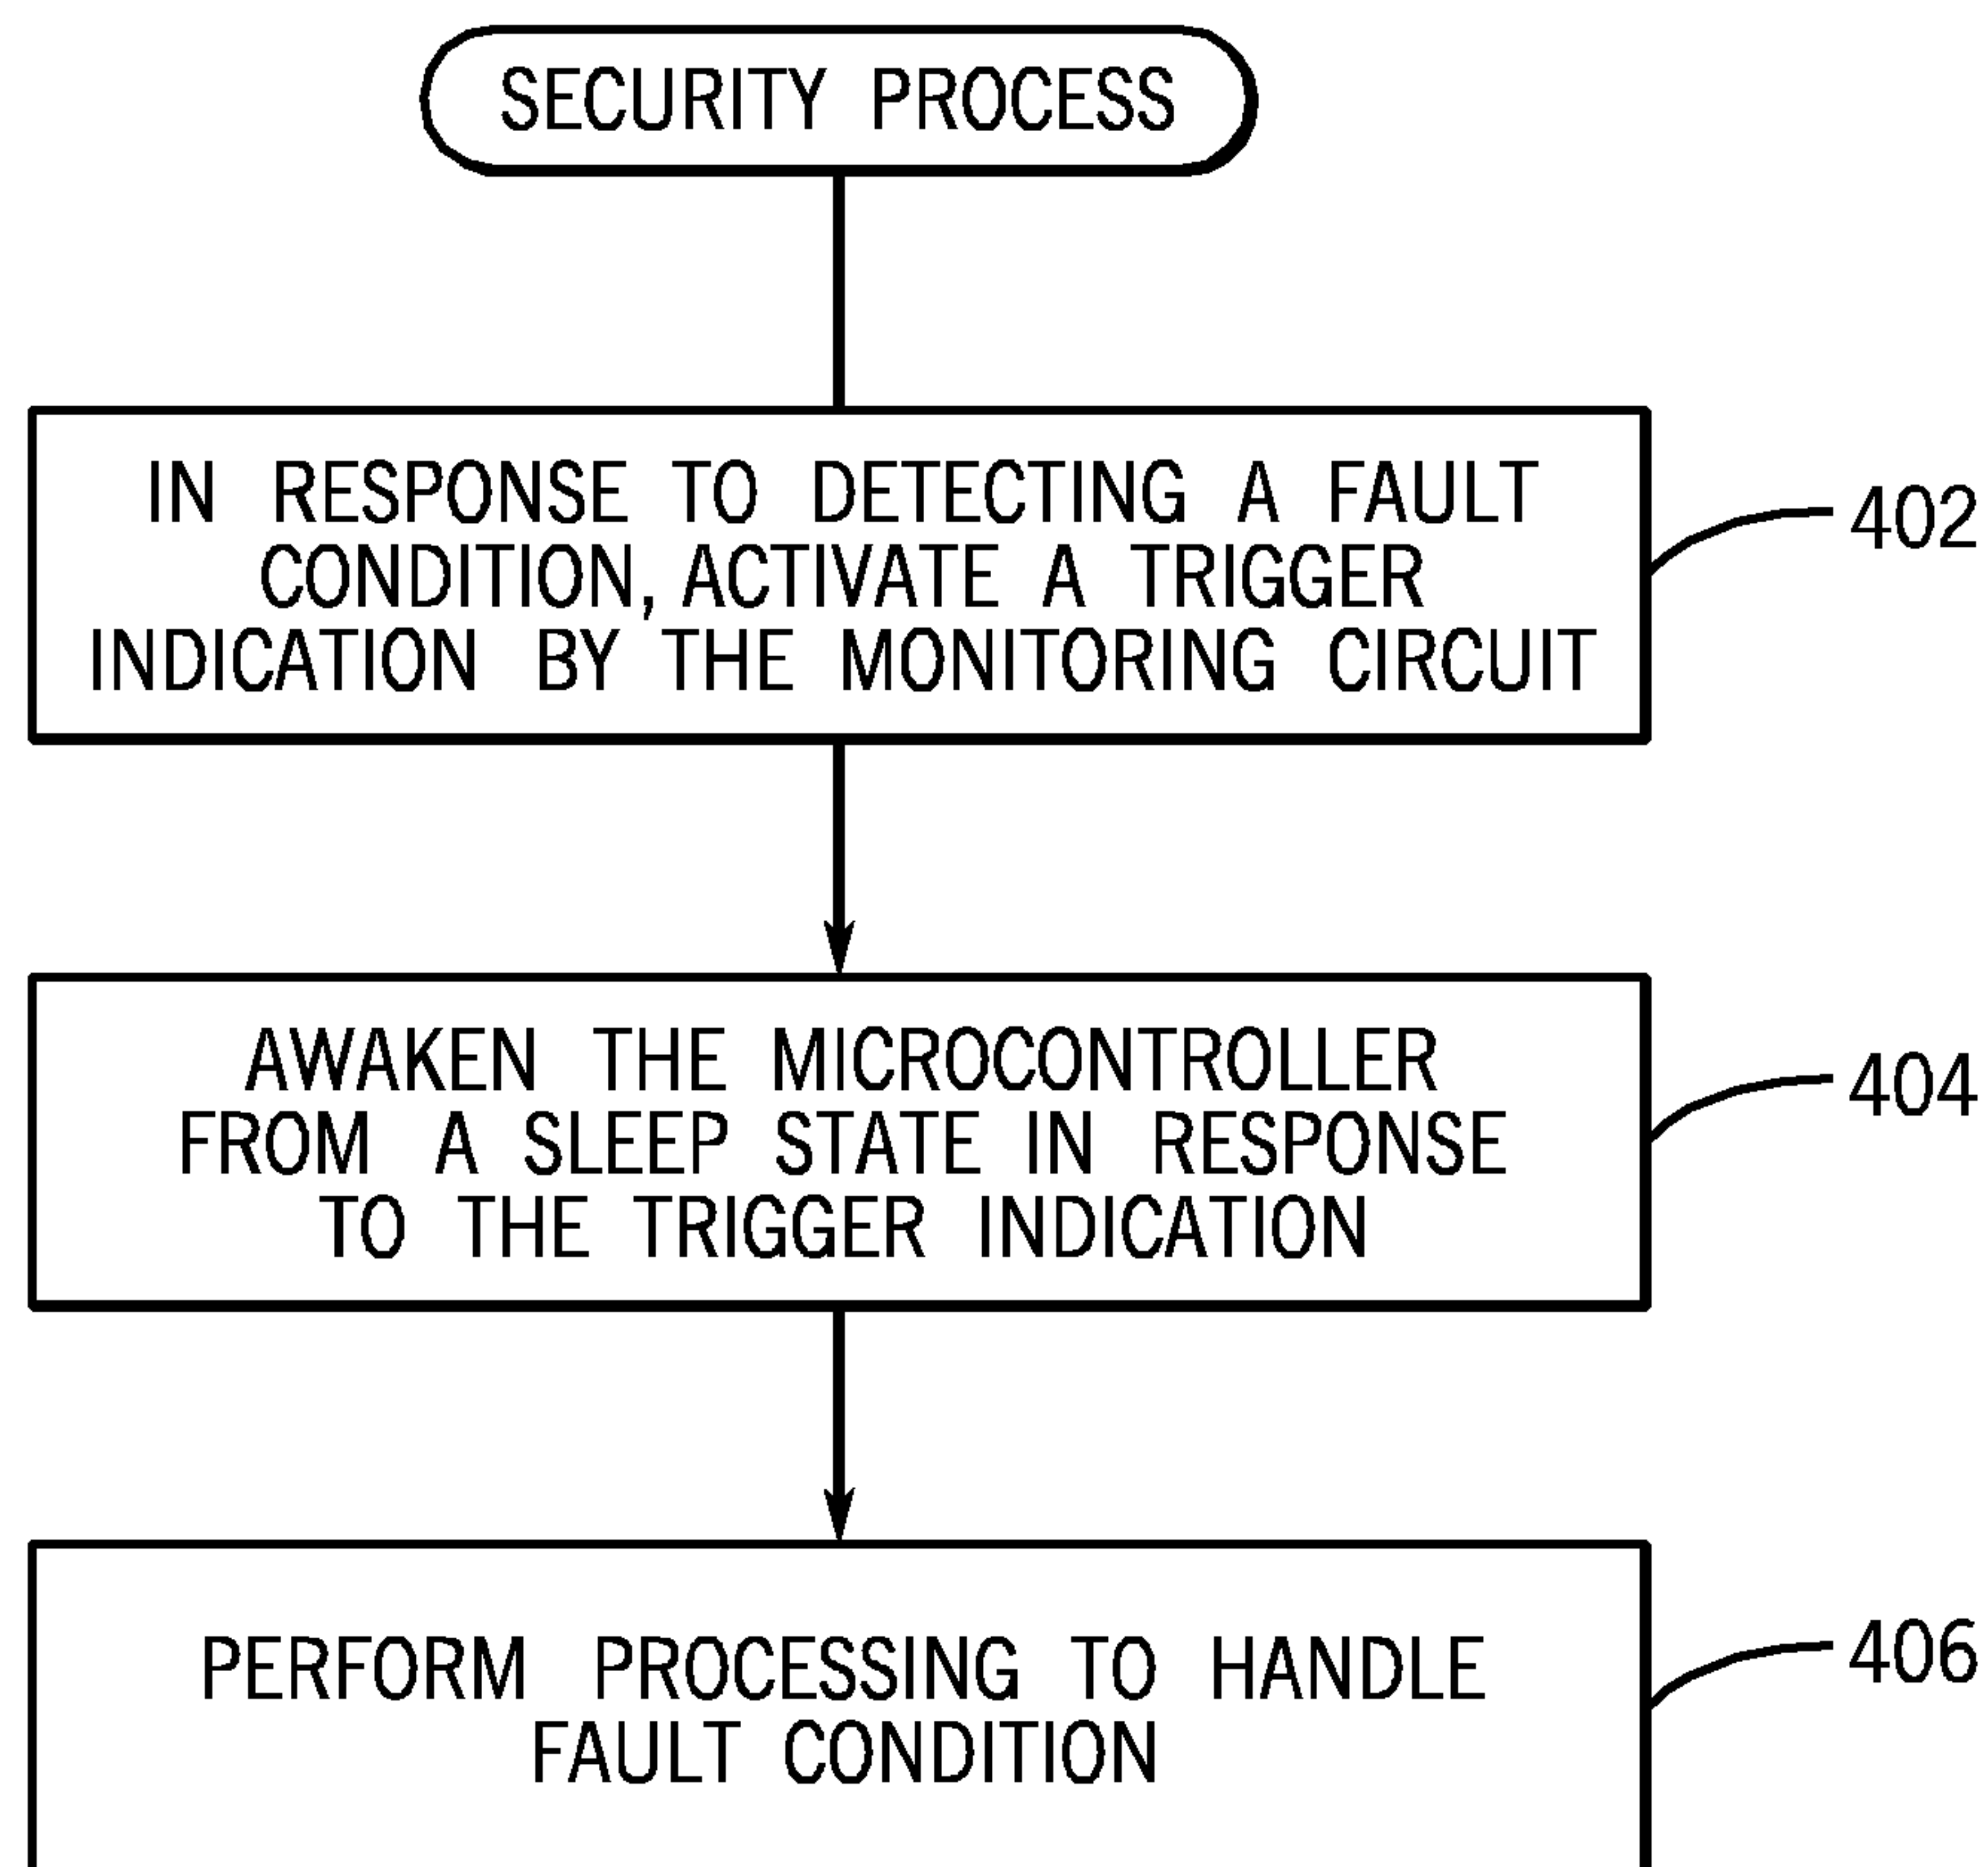 SECURITY PROCESS
IN RESPONSE TO DETECTING A FAULT
CONDITION, ACTIVATE A TRIGGER
INDICATION BY THE MONITORING CIRCUIT
402
AWAKEN THE MICROCONTROLLER
FROM A SLEEP STATE IN RESPONSE
TO THE TRIGGER INDICATION
404
PERFORM PROCESSING TO HANDLE
FAULT CONDITION
406